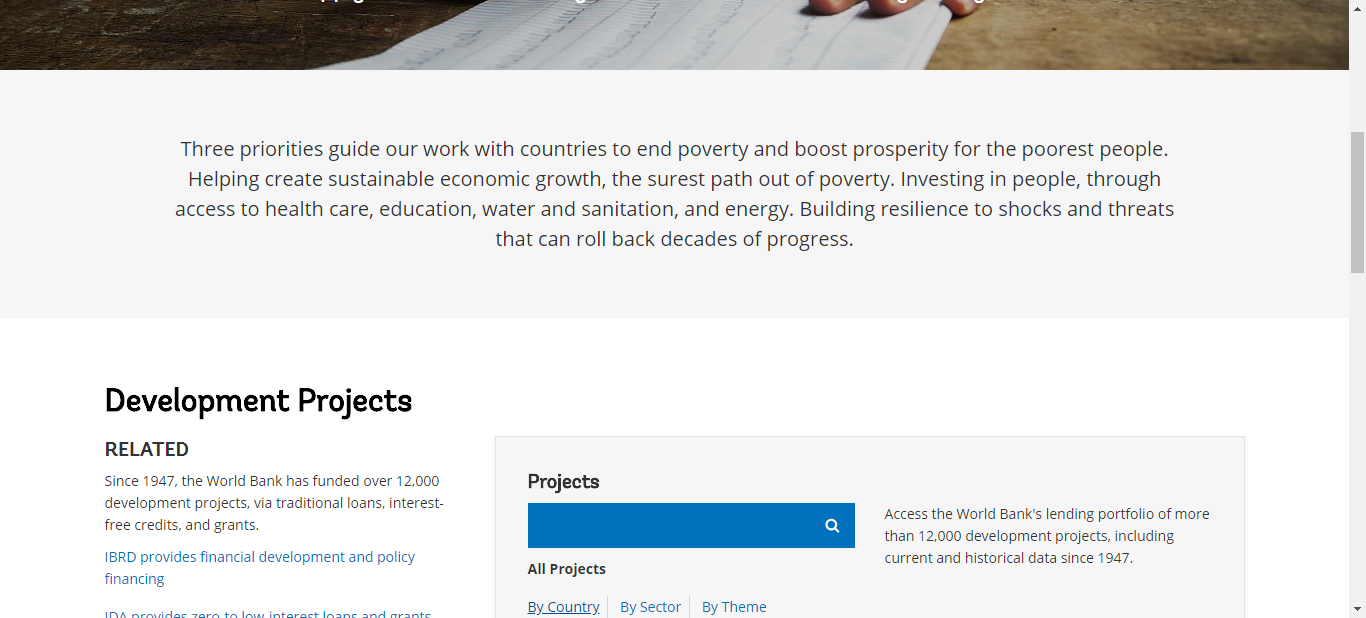 Three priorities guide our work with countries to end poverty and boost prosperity for the poorest people.
Helping create sustainable economic growth, the surest path out of poverty. Investing in people, through
access to health care, education, water and sanitation, and energy. Building resilience to shocks and threats
that can roll back decades of progress.
Development Projects
RELATED
Since 1947, the World Bank has funded over 12,000
development projects, via traditional loans, interest-
free credits, and grants.
IBRD provides financial development and policy
financing
IDA provides zero-to low-interest loans and grants
Projects
Access the World Bank's lending portfolio of more
than 12,000 development projects, including
current and historical data since 1947.
All Projects
By Country
By Sector
By Theme